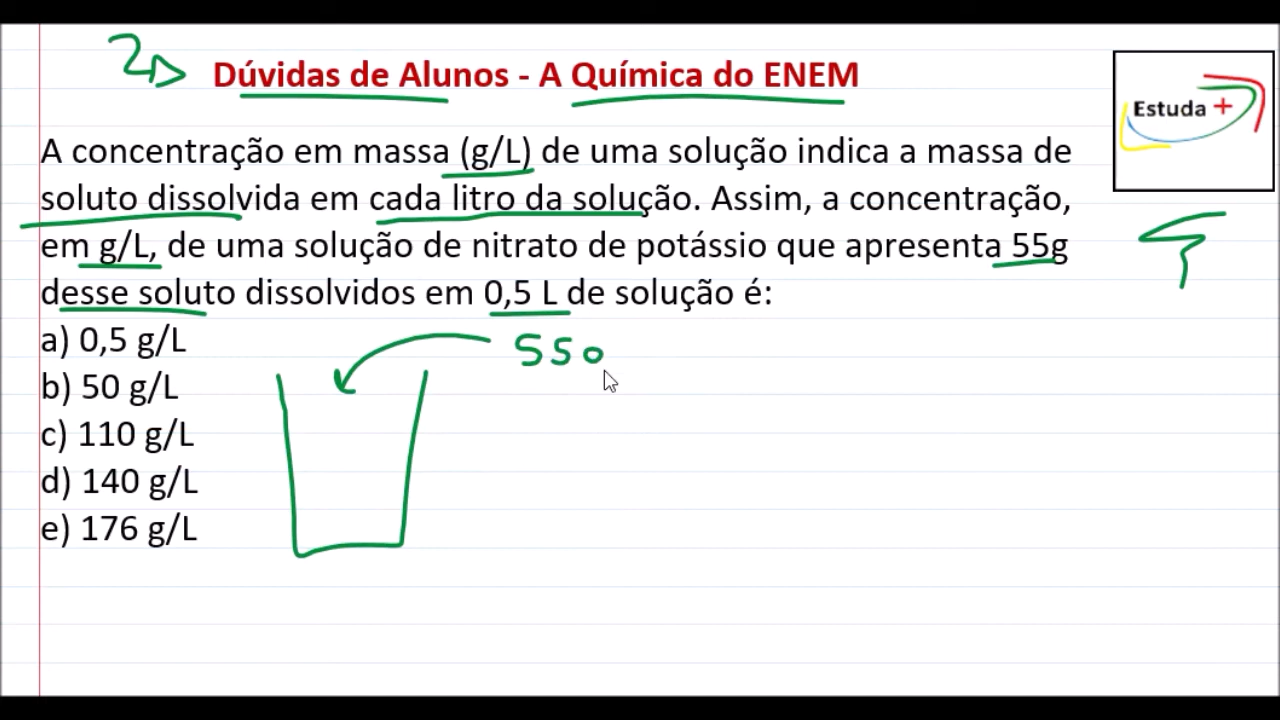 2 Dúvidas de Alunos - A Química do ENEM
Estuda +
A concentração em massa (g/L) de uma solução indica a massa de
soluto dissolvida em cada litro da solução. Assim, a concentração,
em g/L, de uma solução de nitrato de potássio que apresenta 55g
desse soluto dissolvidos em 0,5 L de solução é:
a) 0,5 g/L
550
b) 50 g/L
c) 110 g/L
d) 140 g/L
e) 176 g/L